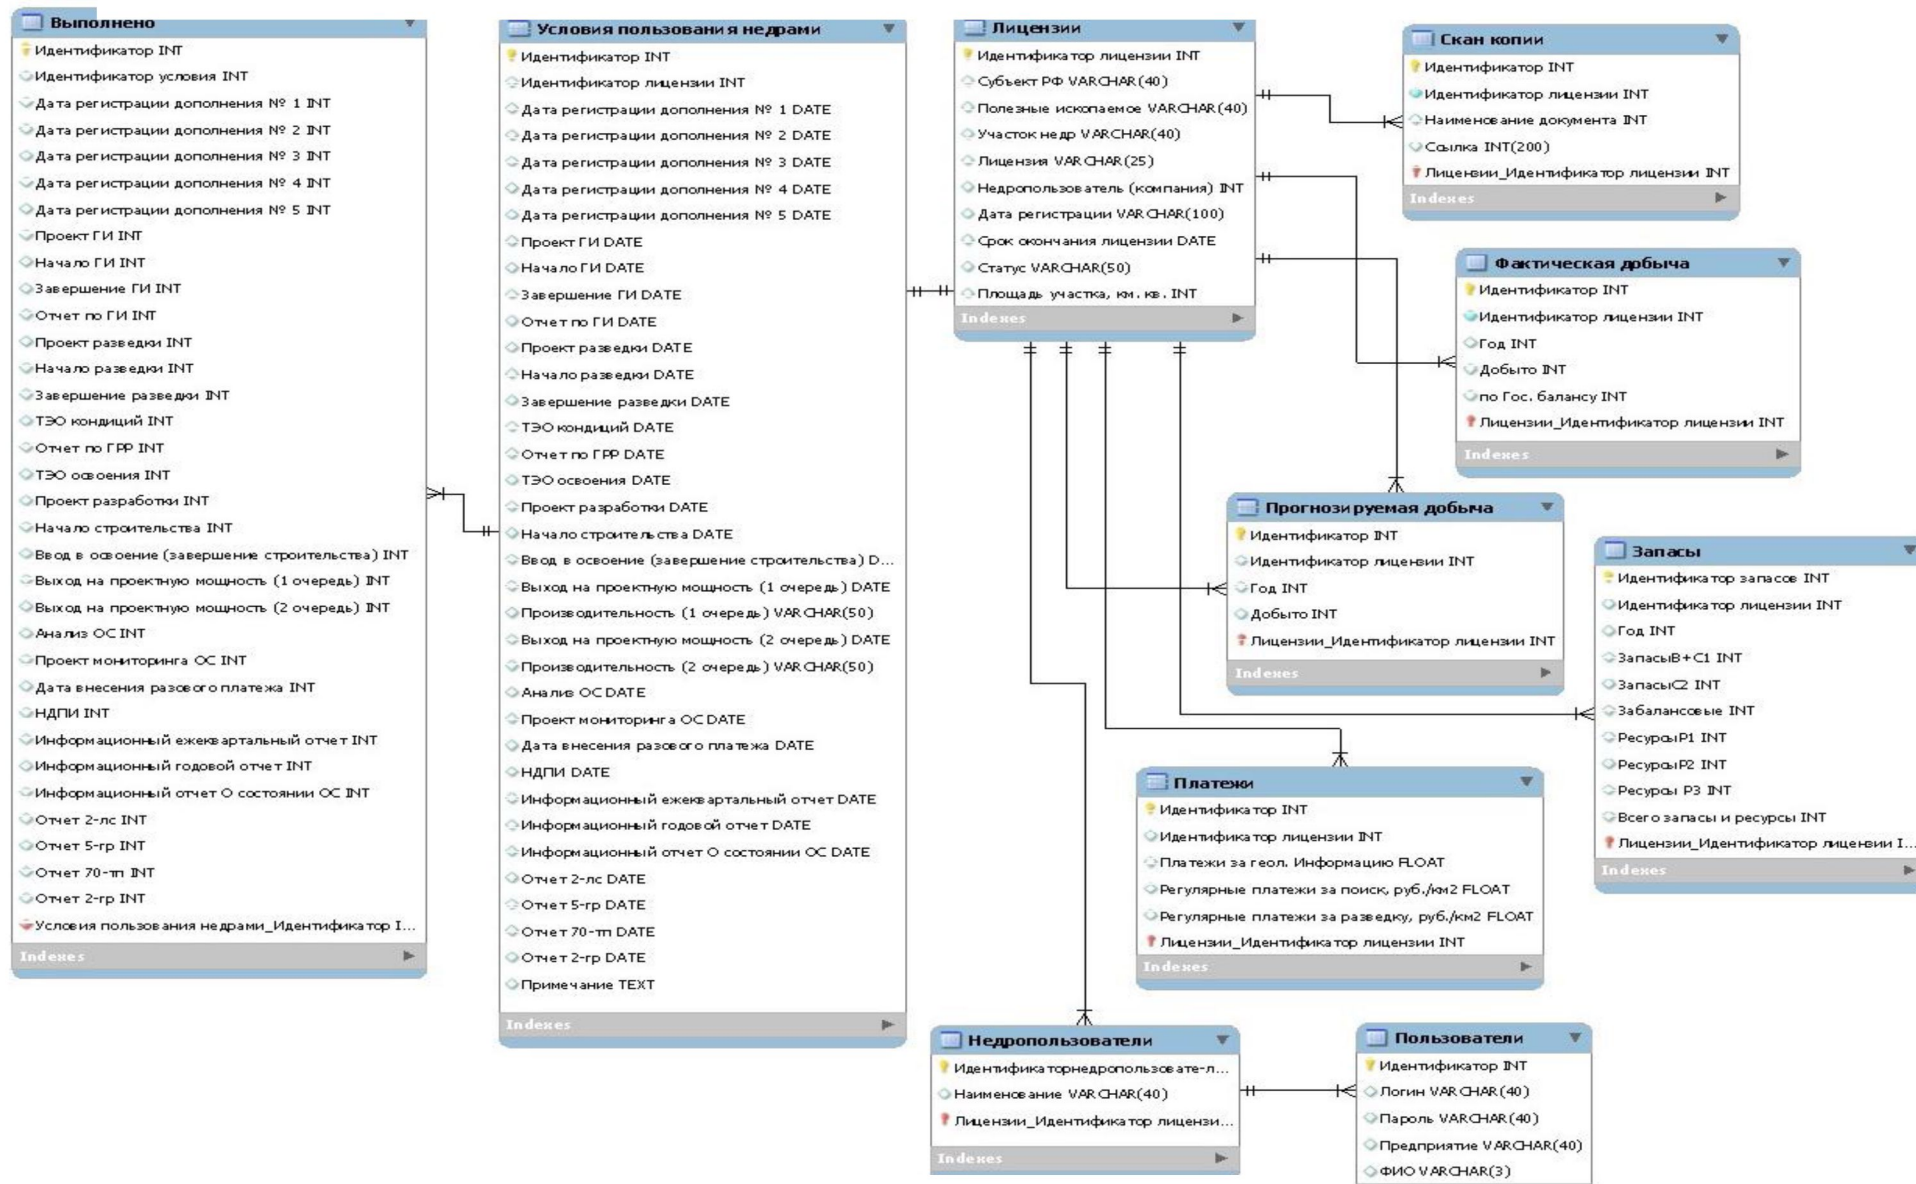 Выполнено
Идентификатор INT
Идентификатор условия INT
Дата регистрации дополнения № 1 INT
Дата регистрации дополнения № 2 INT
Дата регистрации дополнения № 3 INT
Дата регистрации дополнения № 4 INT
Дата регистрации дополнения № 5 INT
Проект ГИ INT
Начало ГИ INT
Завершение ГИ INT
Отчет по ГИ INT
Проект разведки INT
Начало разведки INT
Завершение разведки INT
ТЭО кондиций INT
Отчет по ГРР INT
ТЭО освоения INT
Проект разработки INT
Начало строительства INT
Ввод в освоение (завершение строительства) INT
Выход на проектную мощность (1 очередь) INT
Выход на проектную мощность (2 очередь) INT
Анализ ОС INT
Проект мониторинга ОС INT
Дата внесения разового платежа INT
НДПИ INT
Информационный ежеквартальный отчет INT
Информационный годовой отчет INT
Информационный отчет О состоянии ОС INT
Отчет 2-лс INT
Отчет 5-гр INT
Отчет 70-тп INT
Отчет 2-гр INT
Условия пользования недрами_Идентификатор I...
Indexes
Условия пользования недрами
Идентификатор INT
Идентификатор лицензии INT
Дата регистрации дополнения № 1 DATE
Дата регистрации дополнения № 2 DATE
Дата регистрации дополнения № 3 DATE
Дата регистрации дополнения № 4 DATE
Дата регистрации дополнения № 5 DATE
Проект ГИ DATE
Начало ГИ DATE
Завершение ГИ DATE
Отчет по ГИ DATE
Проект разведки DATE
Начало разведки DATE
Завершение разведки DATE
ТЭО кондиций DATE
Отчет по ГРР DATE
ТЭО освоения DATE
Проект разработки DATE
Начало строительства DATE
Ввод в освоение (завершение строительства) D...
Выход на проектную мощность (1 очередь) DATE
Производительность (1 очередь) VARCHAR(50)
Выход на проектную мощность (2 очередь) DATE
Производительность (2 очередь) VARCHAR(50)
Анализ ОС DATE
Проект мониторинга ОС DATE
Дата внесения разового платежа DATE
НДПИ DATE
Информационный ежеквартальный отчет DATE
Информационный годовой отчет DATE
Информационный отчет О состоянии ОС DATE
Отчет 2-лс DATE
Отчет 5-гр DATE
Отчет 70-тп DATE
Отчет 2-гр DATE
Примечание TEXT
Indexes
Лицензии
Идентификатор лицензии INT
Субъект РФ VARCHAR(40)
Полезные ископаемое VARCHAR(40)
Участок недр VARCHAR(40)
Лицензия VARCHAR(25)
Недропользователь (компания) INT
Дата регистрации VARCHAR(100)
Срок окончания лицензии DATE
Статус VARCHAR(50)
Площадь участка, км. кв. INT
Indexes
Скан копии
Идентификатор INT
Идентификатор лицензии INT
Наименование документа INT
Ссылка INT(200)
Лицензии_Идентификатор лицензии INT
Indexes
Фактическая добыча
Идентификатор INT
Идентификатор лицензии INT
Год INT
Добыто INT
по Гос. балансу INT
Лицензии_Идентификатор лицензии INT
Indexes
Прогнозируемая добыча
Идентификатор INT
Идентификатор лицензии INT
Год INT
Добыто INT
Лицензии_Идентификатор лицензии INT
Indexes
Запасы
Идентификатор запасов INT
Идентификатор лицензии INT
Год INT
ЗапасыВ+С1 INT
ЗапасыС2 INT
Забалансовые INT
РесурсыР1 INT
РесурсыР2 INT
Ресурсы Р3 INT
Всего запасы и ресурсы INT
Лицензии_Идентификатор лицензии I...
Indexes
Платежи
Идентификатор INT
Идентификатор лицензии INT
Платежи за геол. Информацию FLOAT
Регулярные платежи за поиск, руб./км2 FLOAT
Регулярные платежи за разведку, руб./км2 FLOAT
Лицензии_Идентификатор лицензии INT
Indexes
Недропользователи
Идентификаторнедропользовате-л...
Наименование VARCHAR(40)
Лицензии_Идентификатор лицензи...
Indexes
Пользователи
Идентификатор INT
Логин VARCHAR(40)
Пароль VARCHAR(40)
Предприятие VARCHAR(40)
ФИО VARCHAR(3)